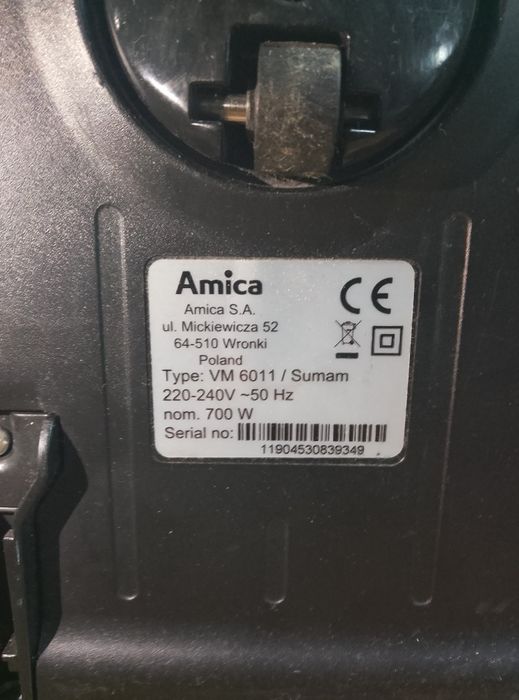 Amica
CE
Amica S.A.
ul. Mickiewicza 52
64-510 Wronki
Poland
Type: VM 6011 / Sumam
220-240V ~50 Hz
nom. 700 W
Serial no:
11904530839349